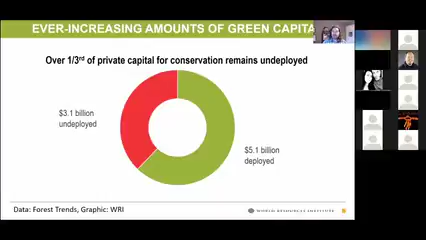 EVER-INCREASING AMOUNTS OF GREEN CAPITA
Over 1/3rd of private capital for conservation remains undeployed
$3.1 billion
undeployed
$5.1 billion
deployed
Data: Forest Trends, Graphic: WRI
WORLD RESOURCES INSTITUTE